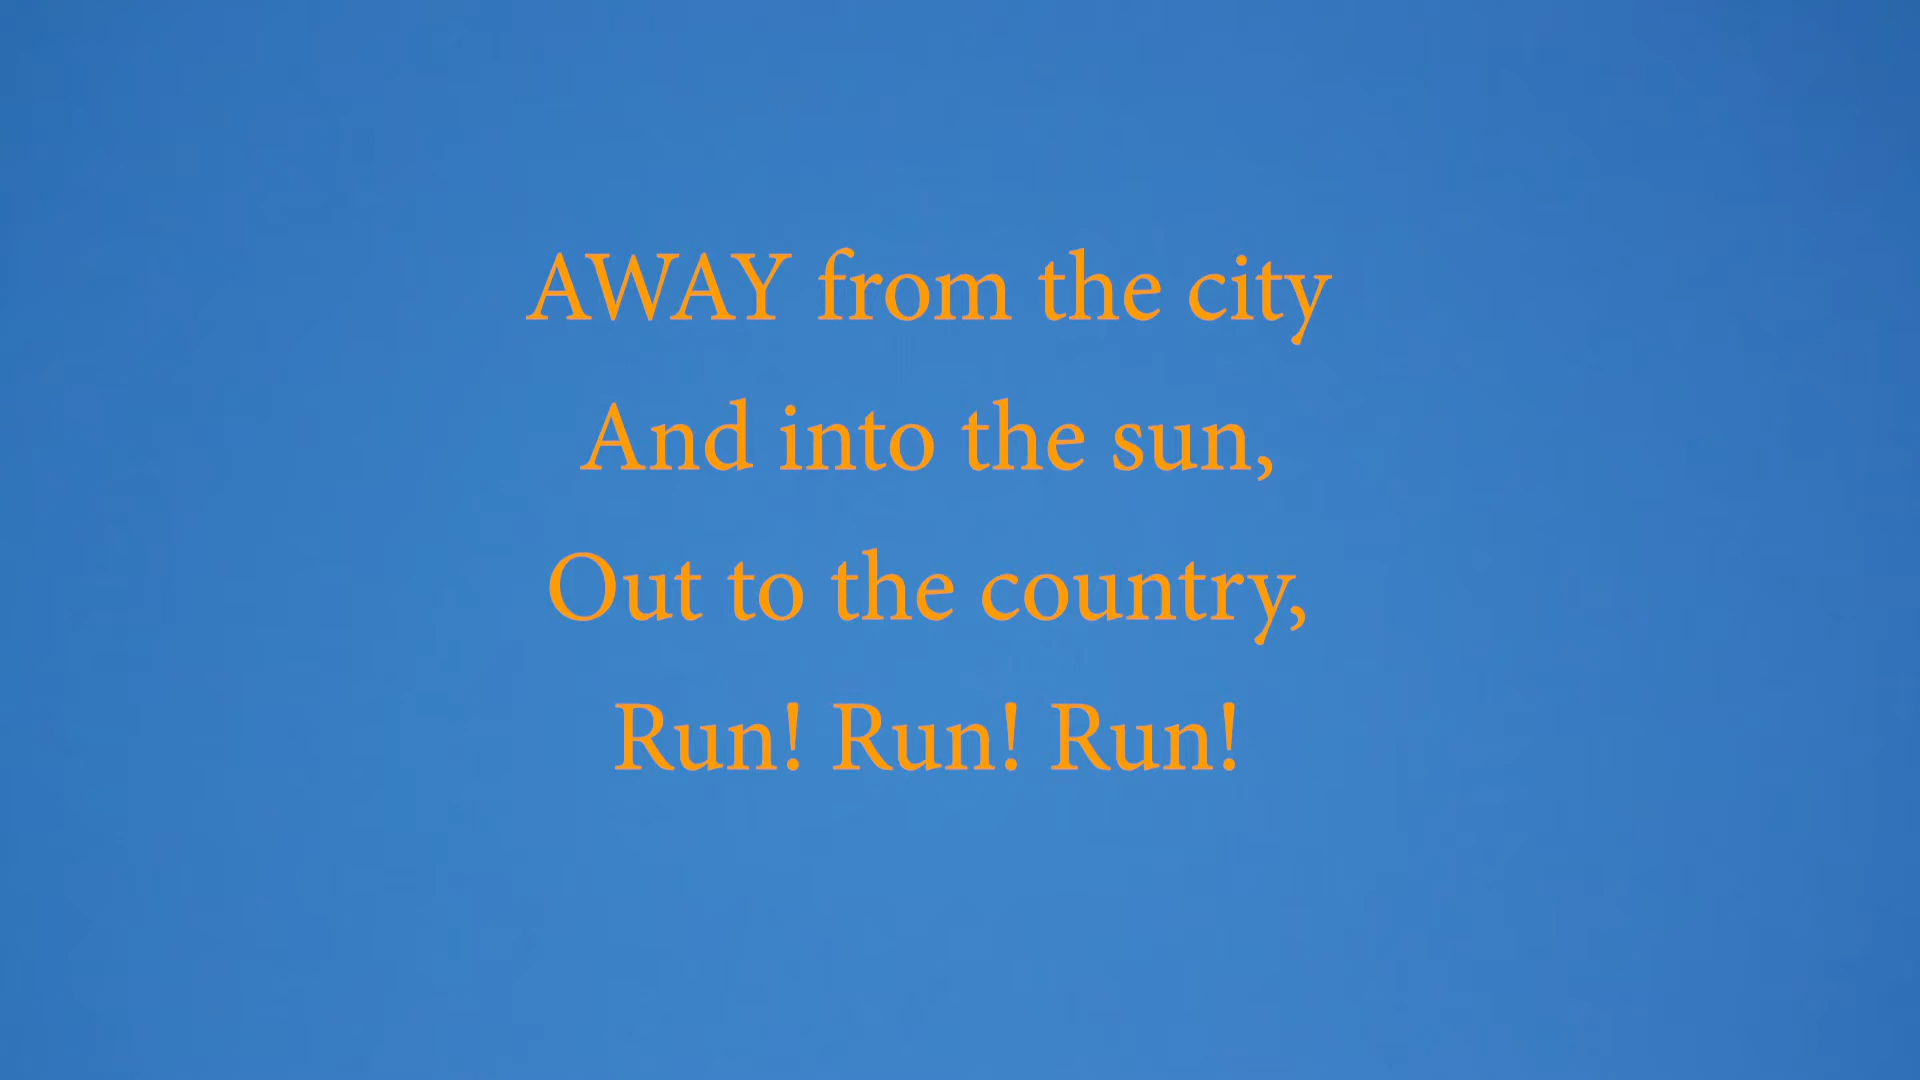 AWAY from the city
And into the sun,
Out to the country,
Run! Run! Run!